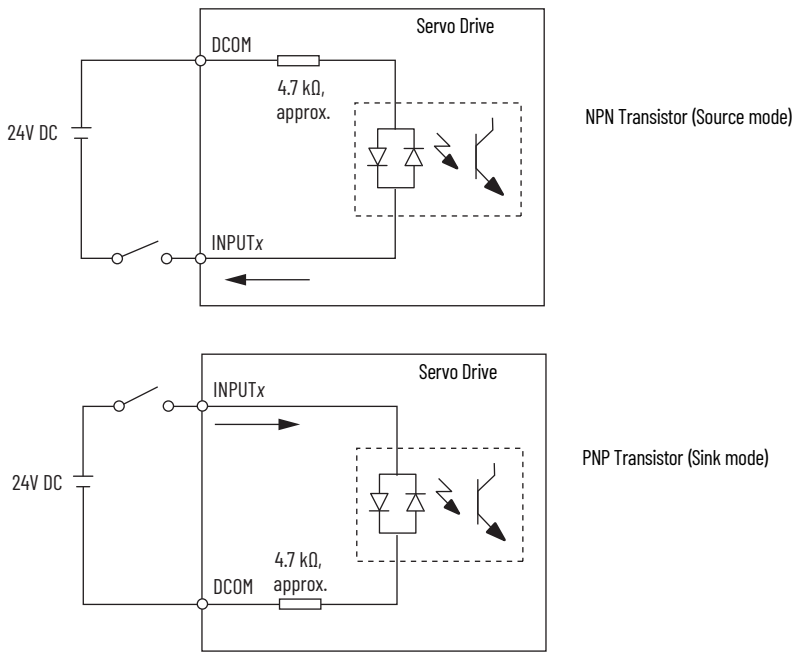 Servo Drive
DCOM
4.7 kΩ,
approx.
24V DC
NPN Transistor (Source mode)
INPUTx
Servo Drive
INPUTx
24V DC
PNP Transistor (Sink mode)
4.7 kΩ,
approx.
DCOM